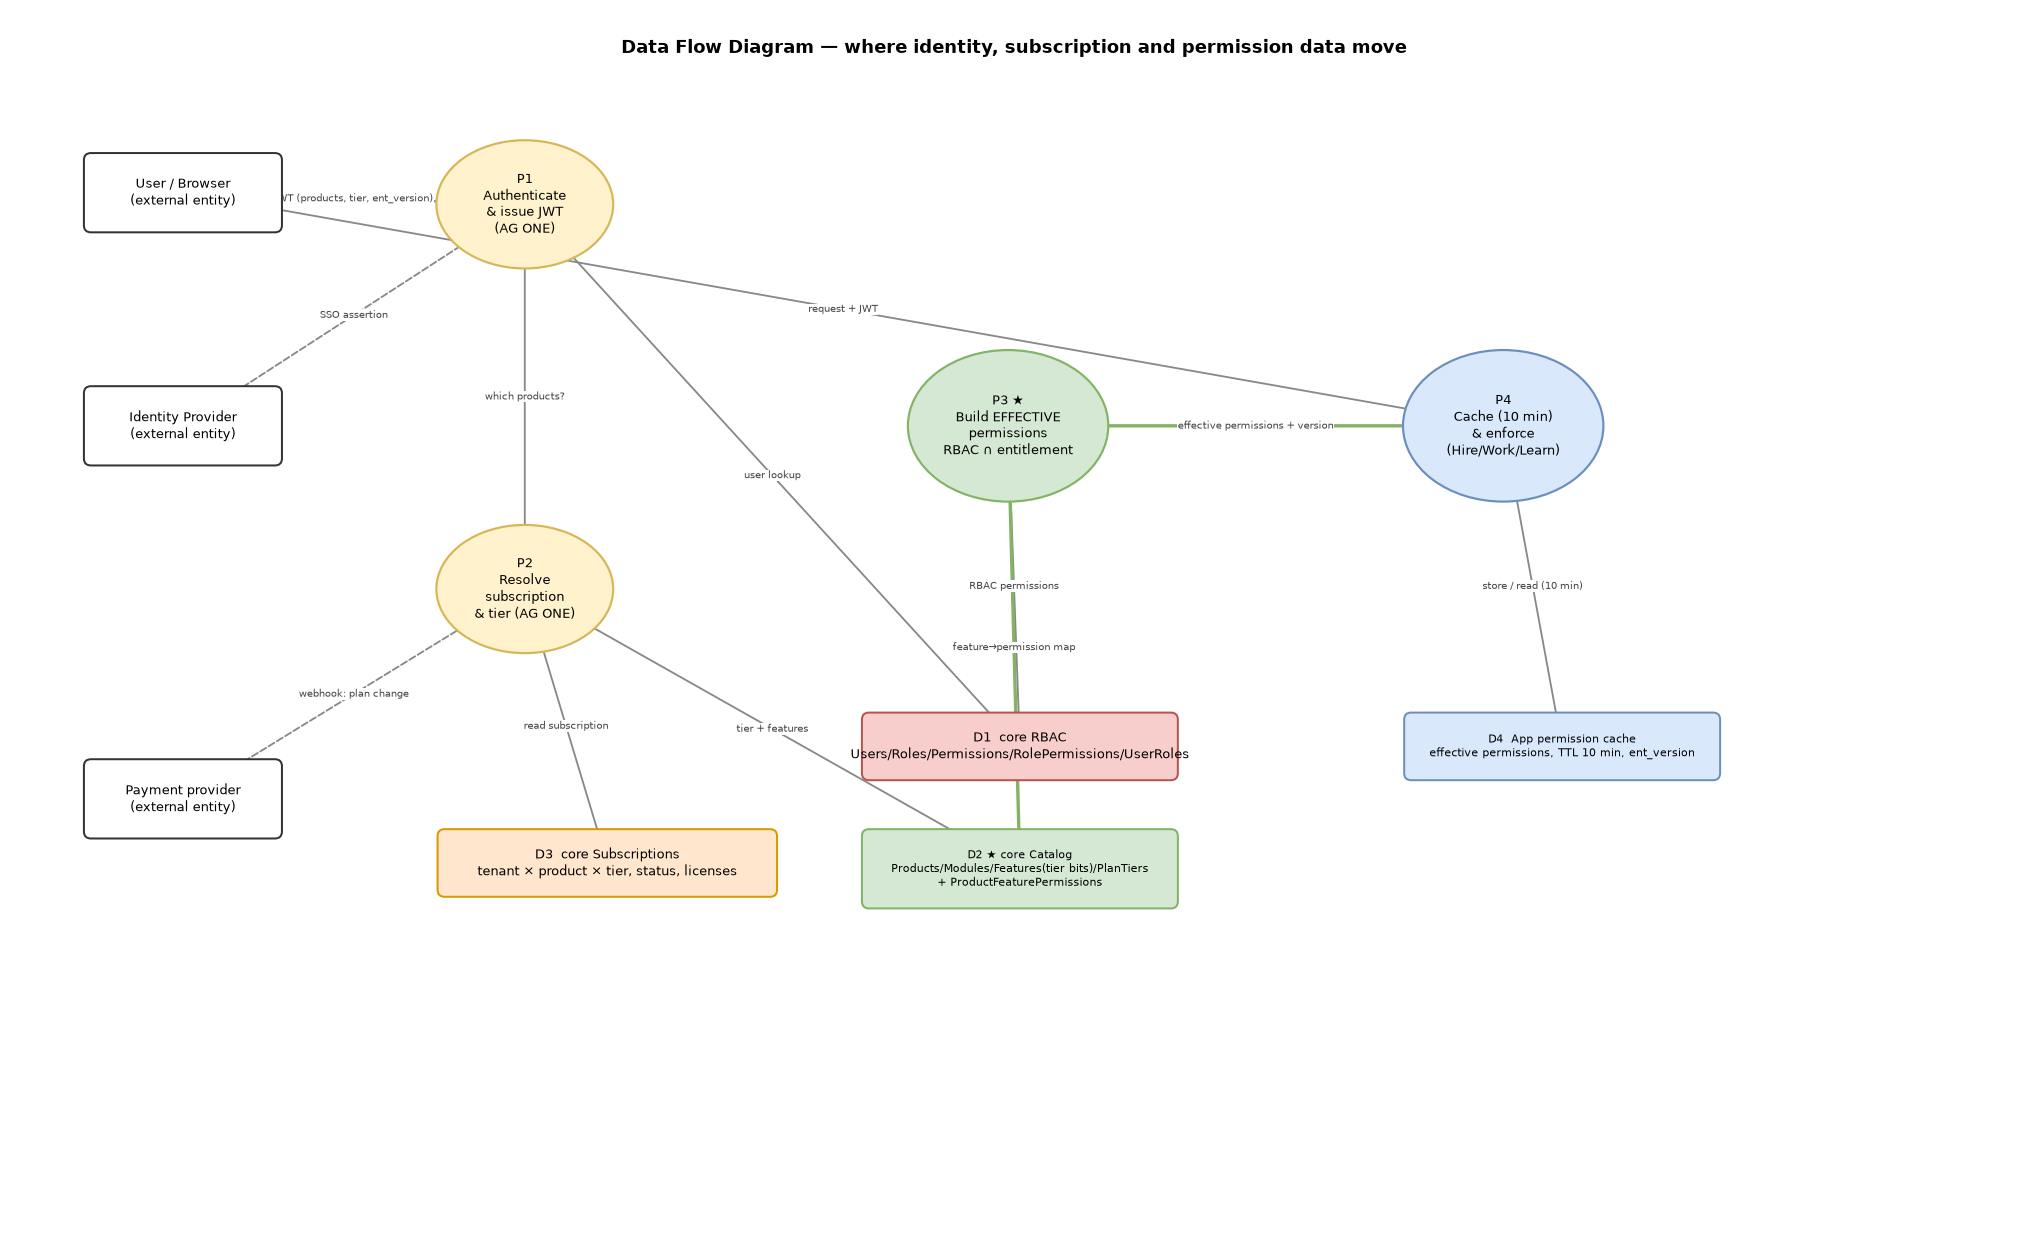 Data Flow Diagram — where identity, subscription and permission data move
User / Browser
(external entity)
(products, tier, ent_version),
P1
Authenticate
& issue JWT
(AG ONE)
SSO assertion
request + JWT
Identity Provider
(external entity)
which products?
user lookup
P3 ★
Build EFFECTIVE
permissions
RBAC ∩ entitlement
effective permissions + version
P4
Cache (10 min)
& enforce
(Hire/Work/Learn)
P2
Resolve
subscription
& tier (AG ONE)
RBAC permissions
store / read (10 min)
feature→permission map
webhook: plan change
read subscription
tier + features
D1 core RBAC
Users/Roles/Permissions/RolePermissions/UserRoles
D4 App permission cache
effective permissions, TTL 10 min, ent_version
Payment provider
(external entity)
D3 core Subscriptions
tenant × product × tier, status, licenses
D2 ★ core Catalog
Products/Modules/Features(tier bits)/PlanTiers
+ ProductFeaturePermissions